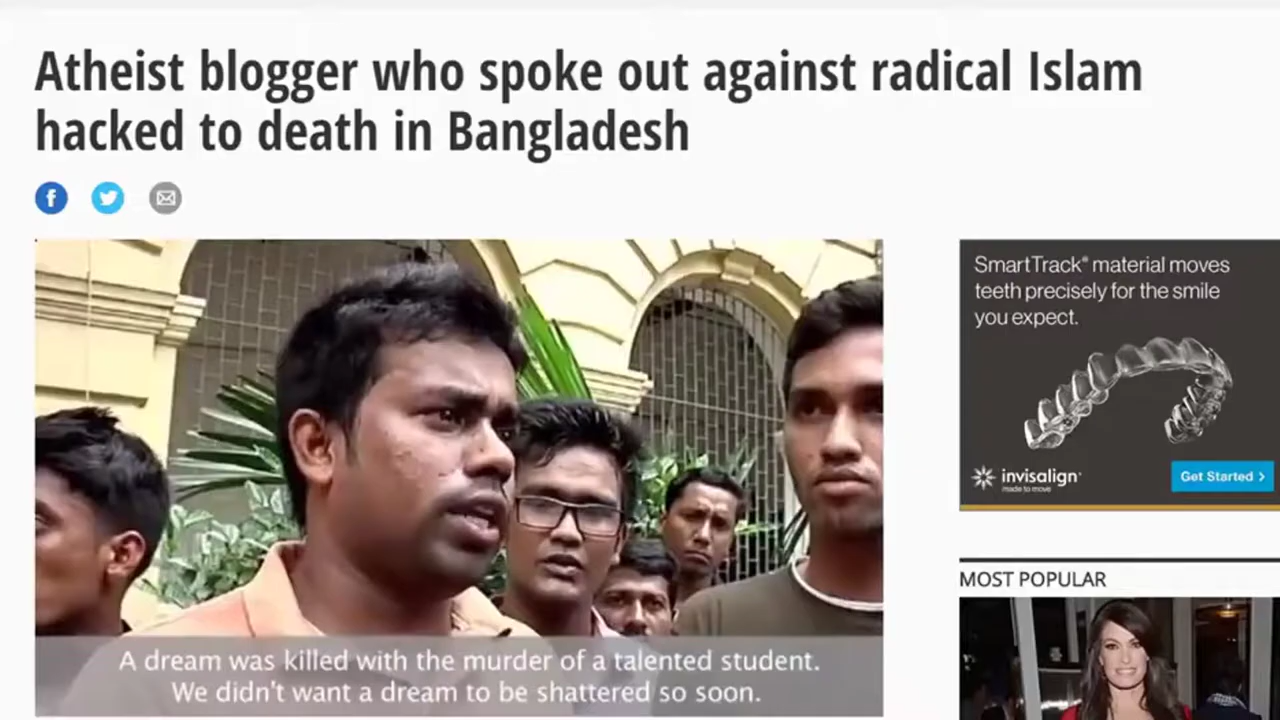 Atheist blogger who spoke out against radical Islam
hacked to death in Bangladesh
f
SmartTrack® material moves
teeth precisely for the smile
you expect.
invisalign
made to move
Get Started >
MOST POPULAR
A dream was killed with the murder of a talented student.
We didn't want a dream to be shattered so soon.